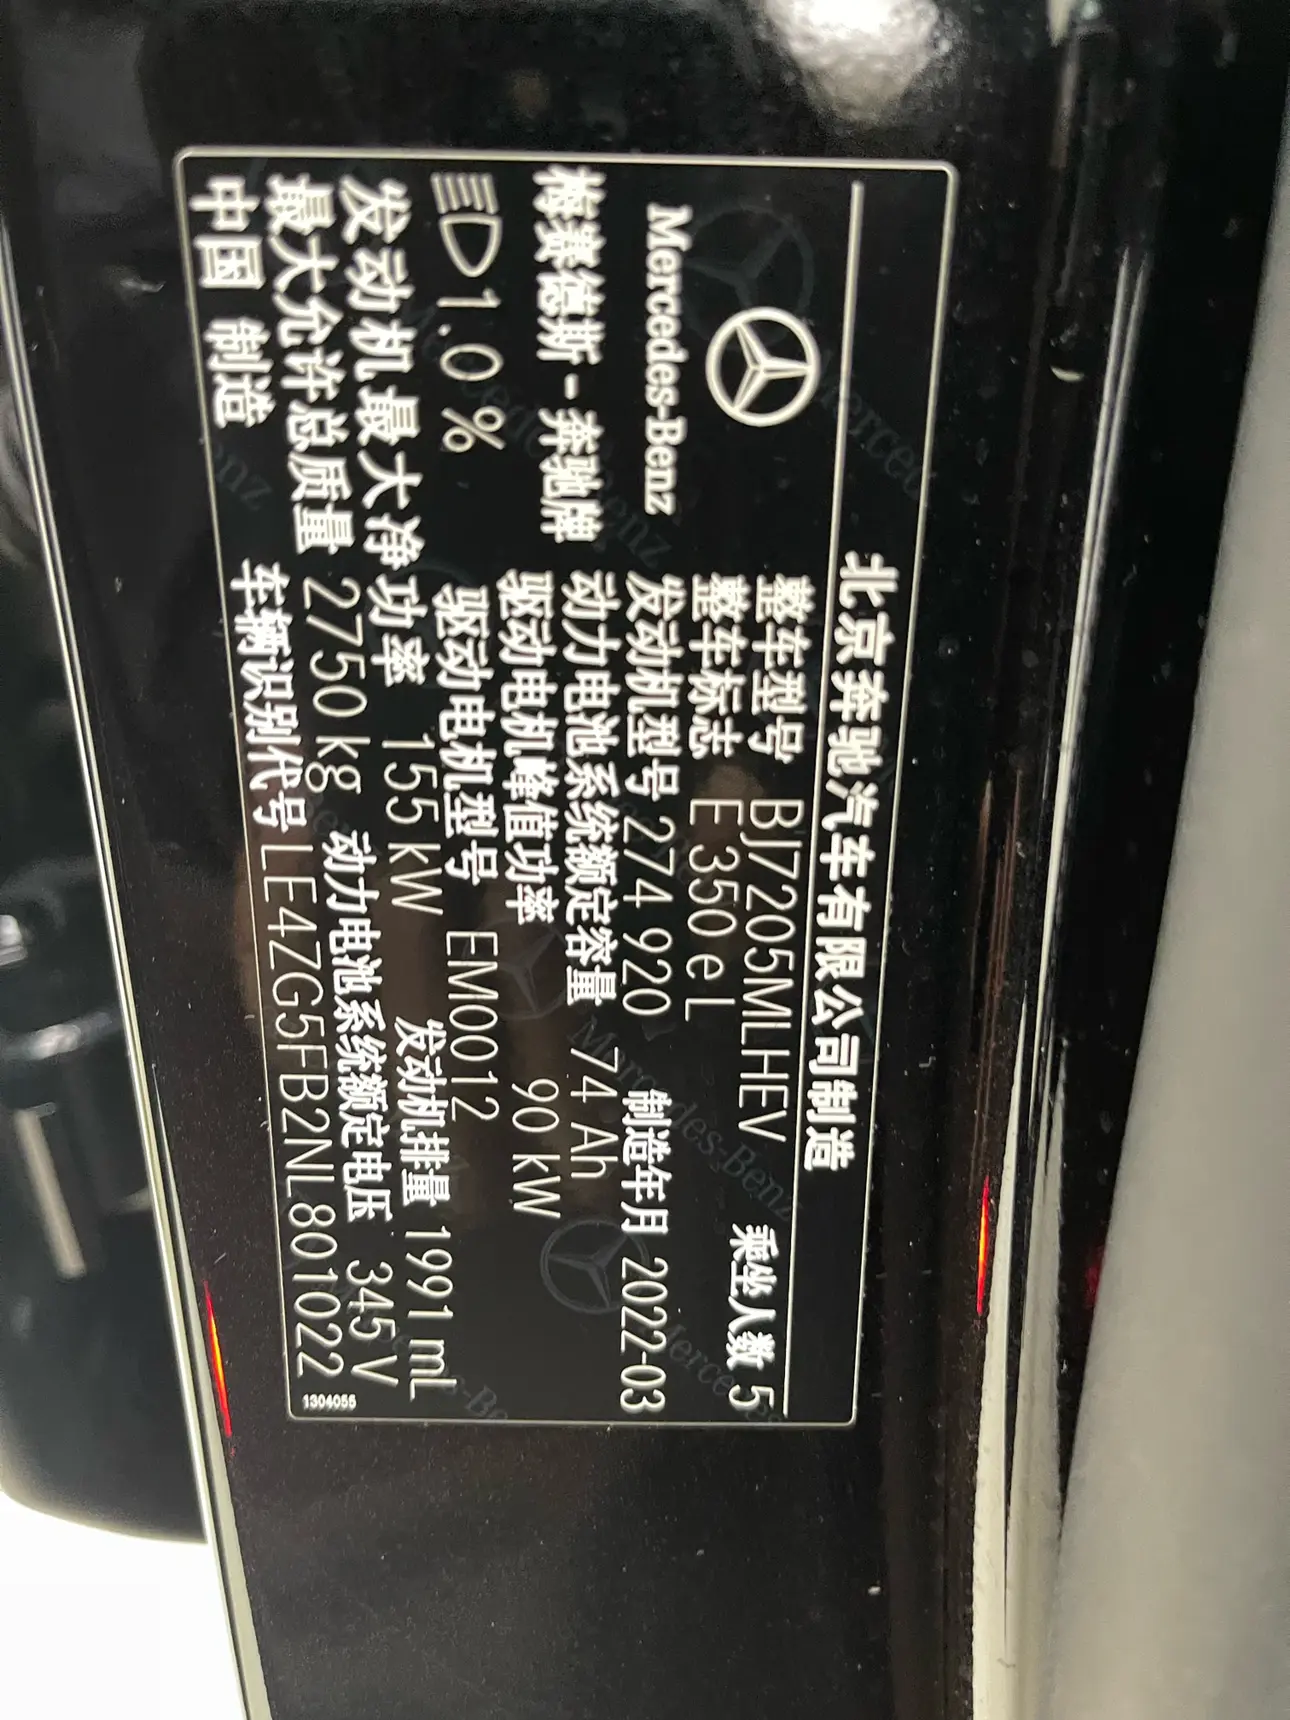 北京奔驰汽车有限公司制造
Mercedes-Benz
梅赛德斯-奔驰牌
整车型号 BJ7205MLHEV 乘坐人数 5
整车标志 E 350 e L
发动机型号 274 920 制造年月 2022-03
动力电池系统额定容量 74 Ah
驱动电机峰值功率 90 kW
1.0 % 驱动电机型号 EM0012
发动机最大净功率 155 kW 发动机排量 1991 mL
最大允许总质量 2750 kg 动力电池系统额定电压 345 V
中国 制造 车辆识别代号 LE4ZG5FB2NL801022
1304055